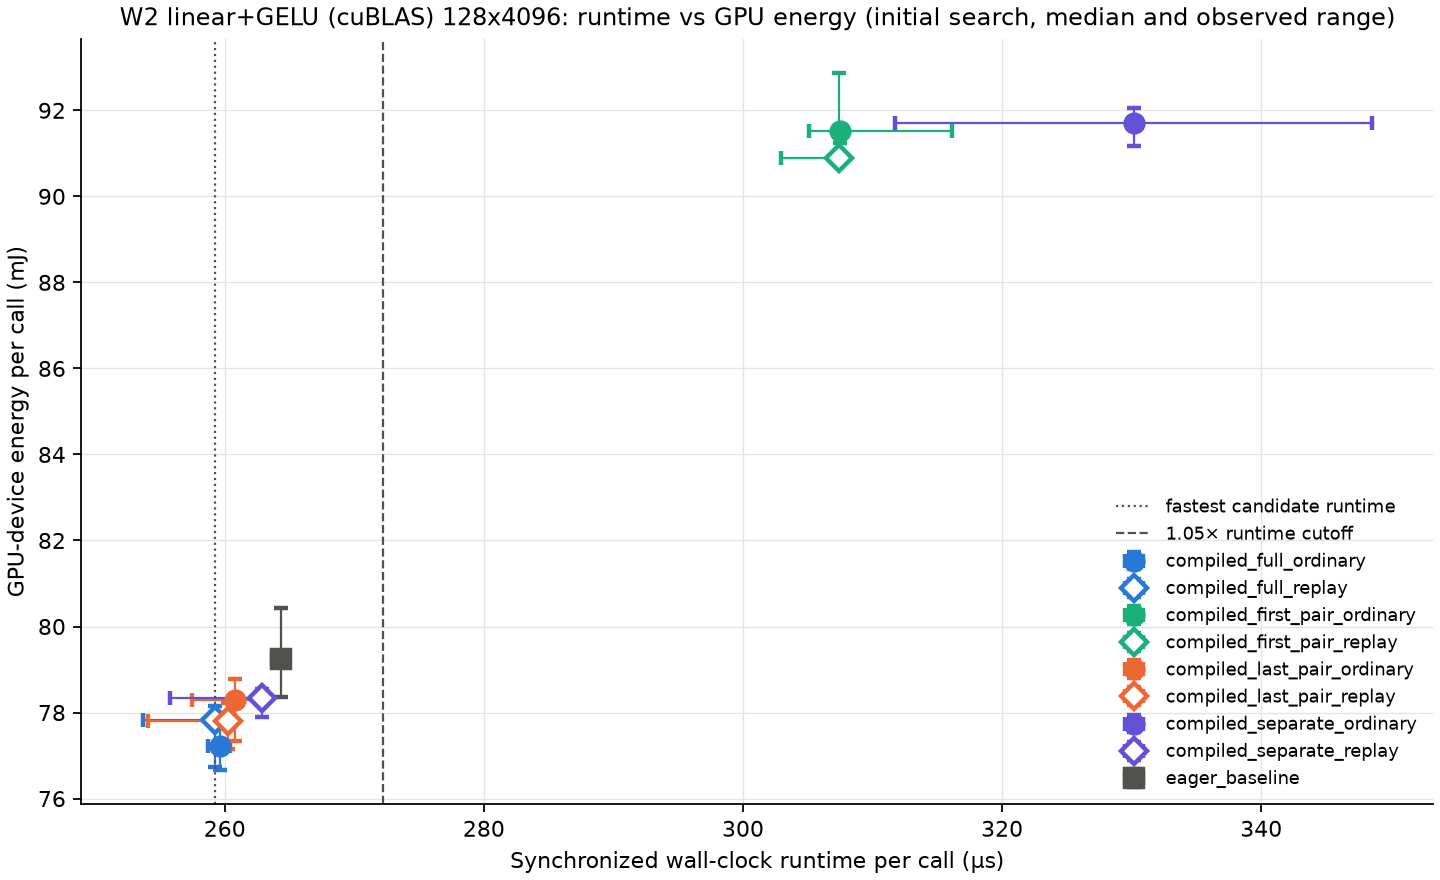 W2 linear+GELU (cuBLAS) 128x4096: runtime vs GPU energy (initial search, median and observed range)
GPU-device energy per call (mJ)
92
90
88
86
84
82
80
78
76
fastest candidate runtime
1.05× runtime cutoff
compiled_full_ordinary
compiled_full_replay
compiled_first_pair_ordinary
compiled_first_pair_replay
compiled_last_pair_ordinary
compiled_last_pair_replay
compiled_separate_ordinary
compiled_separate_replay
eager_baseline
260 280 300 320 340
Synchronized wall-clock runtime per call (µs)